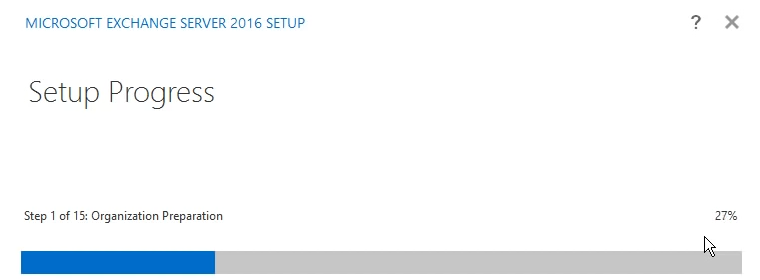 MICROSOFT EXCHANGE SERVER 2016 SETUP ?
Setup Progress
Step 1 of 15: Organization Preparation 27%